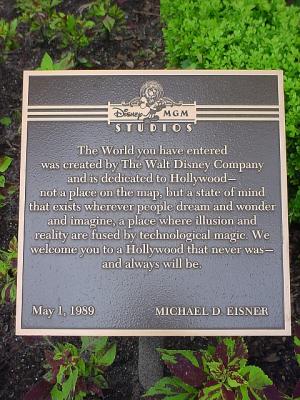 Disney MGM
STUDIOS
The World you have entered
was created by The Walt Disney Company
and is dedicated to Hollywood—
not a place on the map, but a state of mind
that exists wherever people dream and wonder
and imagine, a place where illusion and
reality are fused by technological magic. We
welcome you to a Hollywood that never was—
and always will be.
May 1, 1989 MICHAEL D. EISNER